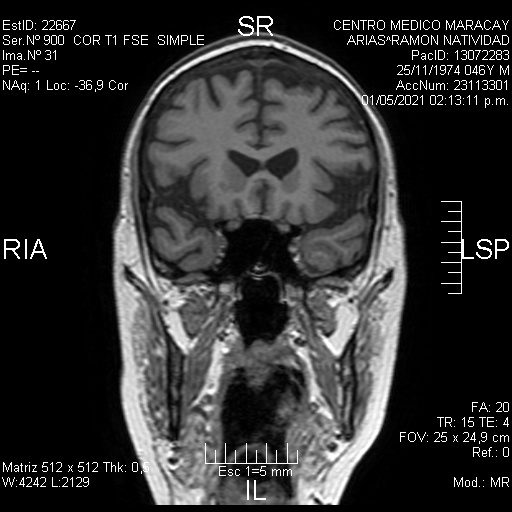 EstID: 22667
Ser.Nº 900 COR T1 FSE SIMPLE
Ima.Nº 31
PE= --
NAq: 1 Loc: -36,9 Cor
SR
CENTRO MEDICO MARACAY
ARIAS^RAMON NATIVIDAD
PacID: 13072283
25/11/1974 046Y M
AccNum: 23113301
01/05/2021 02:13:11 p.m.
RIA
LSP
FA: 20
TR: 15 TE: 4
FOV: 25 x 24,9 cm
Ref.: 0
Mod.: MR
Matriz 512 x 512 Thk: 0,5
W:4242 L:2129
Esc 1=5 mm
IL